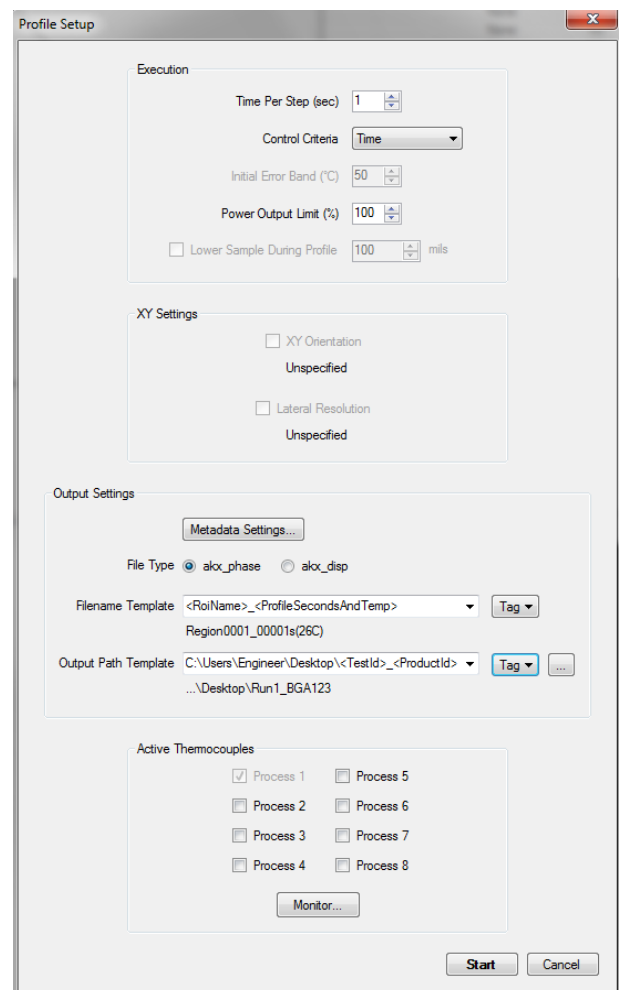 Profile Setup
Execution
Time Per Step (sec) 1
Control Criteria Time
Initial Error Band (°C) 50
Power Output Limit (%) 100
Lower Sample During Profile 100 mils
XY Settings
XY Orientation
Unspecified
Lateral Resolution
Unspecified
Output Settings
Metadata Settings...
File Type akx_phase akx_disp
Filename Template <RoiName>_<ProfileSecondsAndTemp> Tag
Region0001_00001s(26C)
Output Path Template C:\Users\Engineer\Desktop\<TestId>_<ProductId> Tag ...
...\Desktop\Run1_BGA123
Active Thermocouples
Process 1 Process 5
Process 2 Process 6
Process 3 Process 7
Process 4 Process 8
Monitor...
Start Cancel